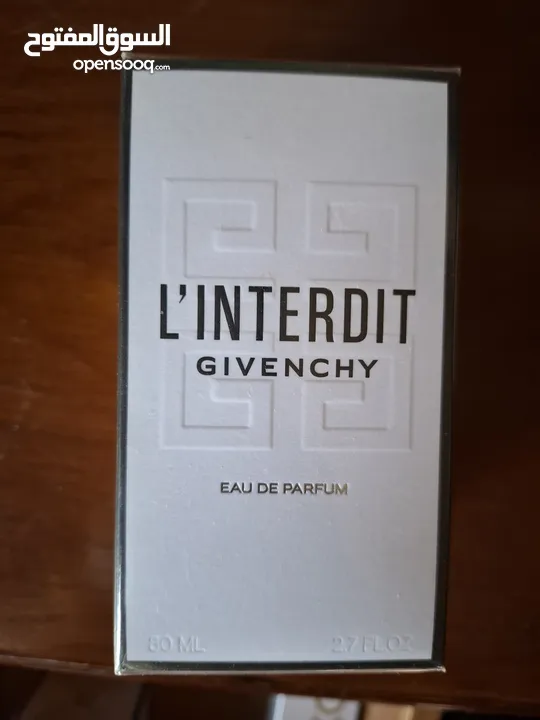 السوق المفتوح
opensooq.com
L'INTERDIT
GIVENCHY
EAU DE PARFUM
80 ML 2.7 FL.OZ